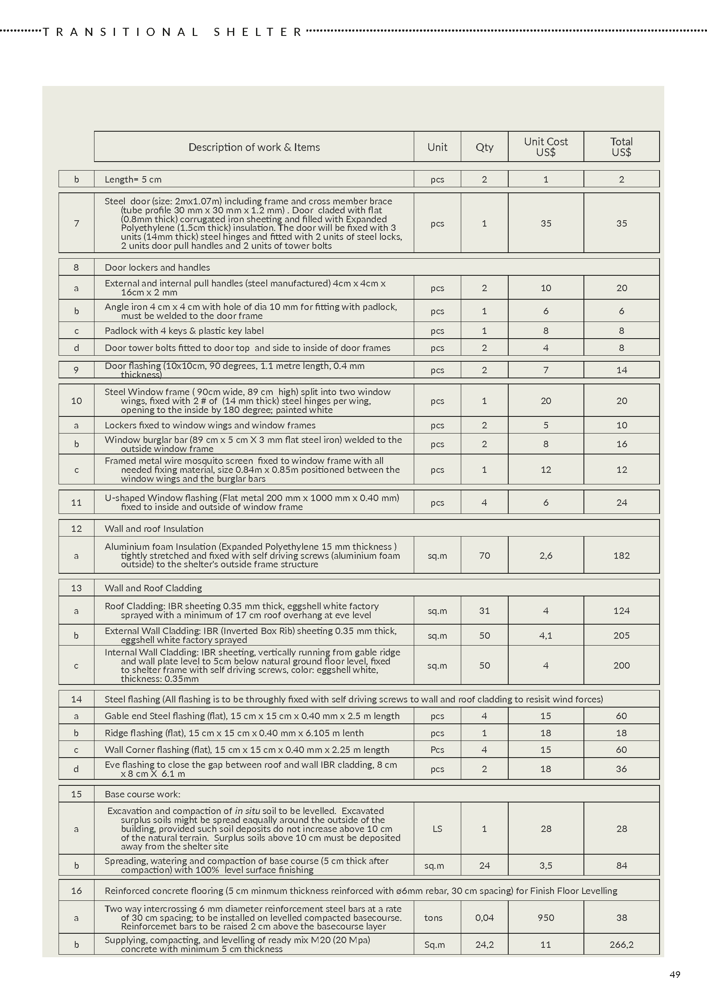 TRANSITIONAL SHELTER
Description of work & Items Unit Qty Unit Cost US$ Total US$
b Length= 5 cm pcs 2 1 2
Steel door (size: 2mx1.07m) including frame and cross member brace
(tube profile 30 mm x 30 mm x 1.2 mm) . Door claded with flat
(0.8mm thick) corrugated iron sheeting and filled with Expanded
7 Polyethylene (1.5cm thick) insulation. The door will be fixed with 3 pcs 1 35 35
units (14mm thick) steel hinges and fitted with 2 units of steel locks,
2 units door pull handles and 2 units of tower bolts
8 Door lockers and handles
a External and internal pull handles (steel manufactured) 4cm x 4cm x pcs 2 10 20
16cm x 2 mm
b Angle iron 4 cm x 4 cm with hole of dia 10 mm for fitting with padlock, pcs 1 6 6
must be welded to the door frame
c Padlock with 4 keys & plastic key label pcs 1 8 8
d Door tower bolts fitted to door top and side to inside of door frames pcs 2 4 8
9 Door flashing (10x10cm, 90 degrees, 1.1 metre length, 0.4 mm pcs 2 7 14
thickness)
Steel Window frame ( 90cm wide, 89 cm high) split into two window
10 wings, fixed with 2 # of (14 mm thick) steel hinges per wing, pcs 1 20 20
opening to the inside by 180 degree; painted white
a Lockers fixed to window wings and window frames pcs 2 5 10
b Window burglar bar (89 cm x 5 cm X 3 mm flat steel iron) welded to the pcs 2 8 16
outside window frame
Framed metal wire mosquito screen fixed to window frame with all
c needed fixing material, size 0.84m x 0.85m positioned between the pcs 1 12 12
window wings and the burglar bars
11 U-shaped Window flashing (Flat metal 200 mm x 1000 mm x 0.40 mm) pcs 4 6 24
fixed to inside and outside of window frame
12 Wall and roof Insulation
Aluminium foam Insulation (Expanded Polyethylene 15 mm thickness )
a tightly stretched and fixed with self driving screws (aluminium foam sq.m 70 2,6 182
outside) to the shelter's outside frame structure
13 Wall and Roof Cladding
a Roof Cladding: IBR sheeting 0.35 mm thick, eggshell white factory sq.m 31 4 124
sprayed with a minimum of 17 cm roof overhang at eve level
b External Wall Cladding: IBR (Inverted Box Rib) sheeting 0.35 mm thick, sq.m 50 4,1 205
eggshell white factory sprayed
Internal Wall Cladding: IBR sheeting, vertically running from gable ridge
c and wall plate level to 5cm below natural ground floor level, fixed sq.m 50 4 200
to shelter frame with self driving screws, color: eggshell white,
thickness: 0.35mm
14 Steel flashing (All flashing is to be throughly fixed with self driving screws to wall and roof cladding to resisit wind forces)
a Gable end Steel flashing (flat), 15 cm x 15 cm x 0.40 mm x 2.5 m length pcs 4 15 60
b Ridge flashing (flat), 15 cm x 15 cm x 0.40 mm x 6.105 m lenth pcs 1 18 18
c Wall Corner flashing (flat), 15 cm x 15 cm x 0.40 mm x 2.25 m length Pcs 4 15 60
d Eve flashing to close the gap between roof and wall IBR cladding, 8 cm pcs 2 18 36
x 8 cm X 6.1 m
15 Base course work:
Excavation and compaction of in situ soil to be levelled. Excavated
surplus soils might be spread eaqually around the outside of the
a building, provided such soil deposits do not increase above 10 cm LS 1 28 28
of the natural terrain. Surplus soils above 10 cm must be deposited
away from the shelter site
b Spreading, watering and compaction of base course (5 cm thick after sq.m 24 3,5 84
compaction) with 100% level surface finishing
16 Reinforced concrete flooring (5 cm minmum thickness reinforced with ø6mm rebar, 30 cm spacing) for Finish Floor Levelling
Two way intercrossing 6 mm diameter reinforcement steel bars at a rate
a of 30 cm spacing; to be installed on levelled compacted basecourse. tons 0,04 950 38
Reinforcemet bars to be raised 2 cm above the basecourse layer
b Supplying, compacting, and levelling of ready mix M20 (20 Mpa) Sq.m 24,2 11 266,2
concrete with minimum 5 cm thickness
49